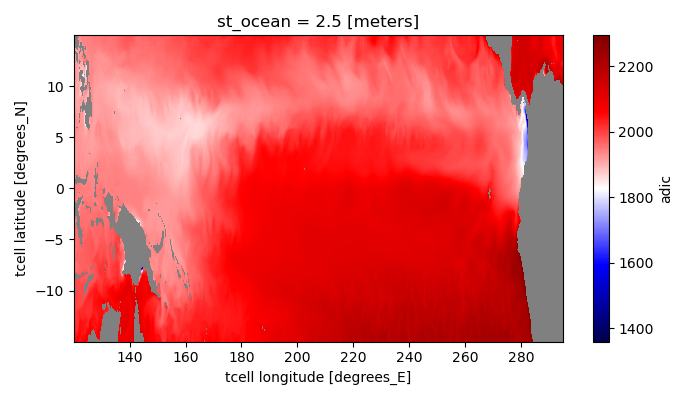 st_ocean = 2.5 [meters]
tcell latitude [degrees_N]
10
5
0
−5
−10
140 160 180 200 220 240 260 280
tcell longitude [degrees_E]
2200
2000
1800
1600
1400
adic